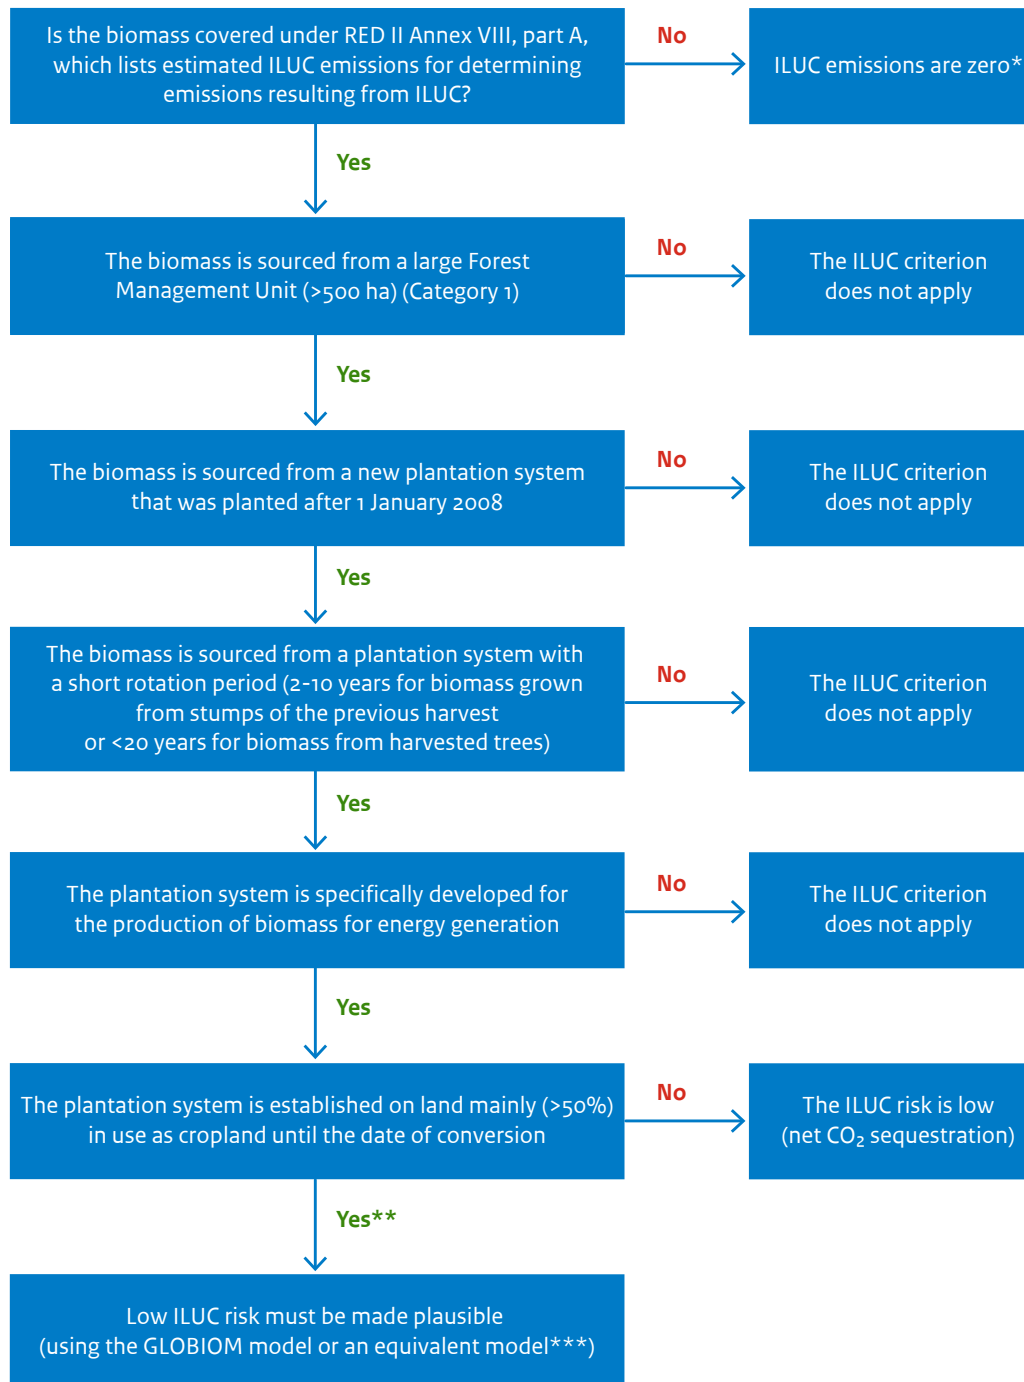 Is the biomass covered under RED II Annex VIII, part A,
which lists estimated ILUC emissions for determining
emissions resulting from ILUC?
No
ILUC emissions are zero*
Yes
The biomass is sourced from a large Forest
Management Unit (>500 ha) (Category 1)
No
The ILUC criterion
does not apply
Yes
The biomass is sourced from a new plantation system
that was planted after 1 January 2008
No
The ILUC criterion
does not apply
Yes
The biomass is sourced from a plantation system with
a short rotation period (2-10 years for biomass grown
from stumps of the previous harvest
or <20 years for biomass from harvested trees)
No
The ILUC criterion
does not apply
Yes
The plantation system is specifically developed for
the production of biomass for energy generation
No
The ILUC criterion
does not apply
Yes
The plantation system is established on land mainly (>50%)
in use as cropland until the date of conversion
No
The ILUC risk is low
(net CO₂ sequestration)
Yes**
Low ILUC risk must be made plausible
(using the GLOBIOM model or an equivalent model***)